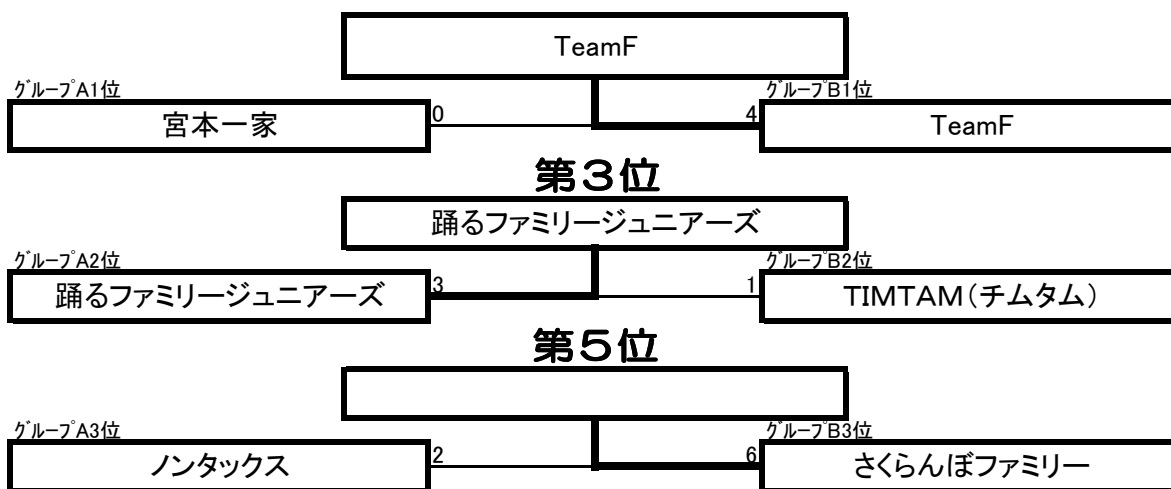 TeamF
グループA1位
グループB1位
宮本一家
0
4
TeamF
第3位
踊るファミリージュニアーズ
グループA2位
グループB2位
踊るファミリージュニアーズ
3
1
TIMTAM(チムタム)
第5位
グループA3位
グループB3位
ノンタックス
2
6
さくらんぼファミリー